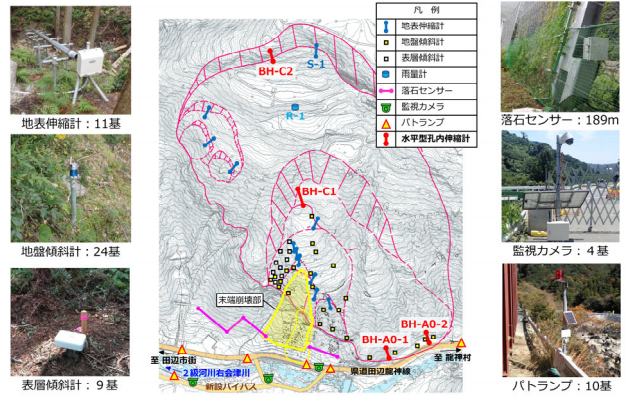 地表伸縮計：11基
地盤傾斜計：24基
表層傾斜計：９基
凡　例
地表伸縮計
地盤傾斜計
表層傾斜計
雨量計
落石センサー
監視カメラ
パトランプ
水平型孔内伸縮計
BH-C2
S-1
R-1
BH-C1
末端崩壊部
BH-A0-1
BH-A0-2
至 田辺市街
２級河川右会津川
新設バイパス
県道田辺龍神線
至 龍神村
落石センサー：189m
監視カメラ：４基
パトランプ：10基